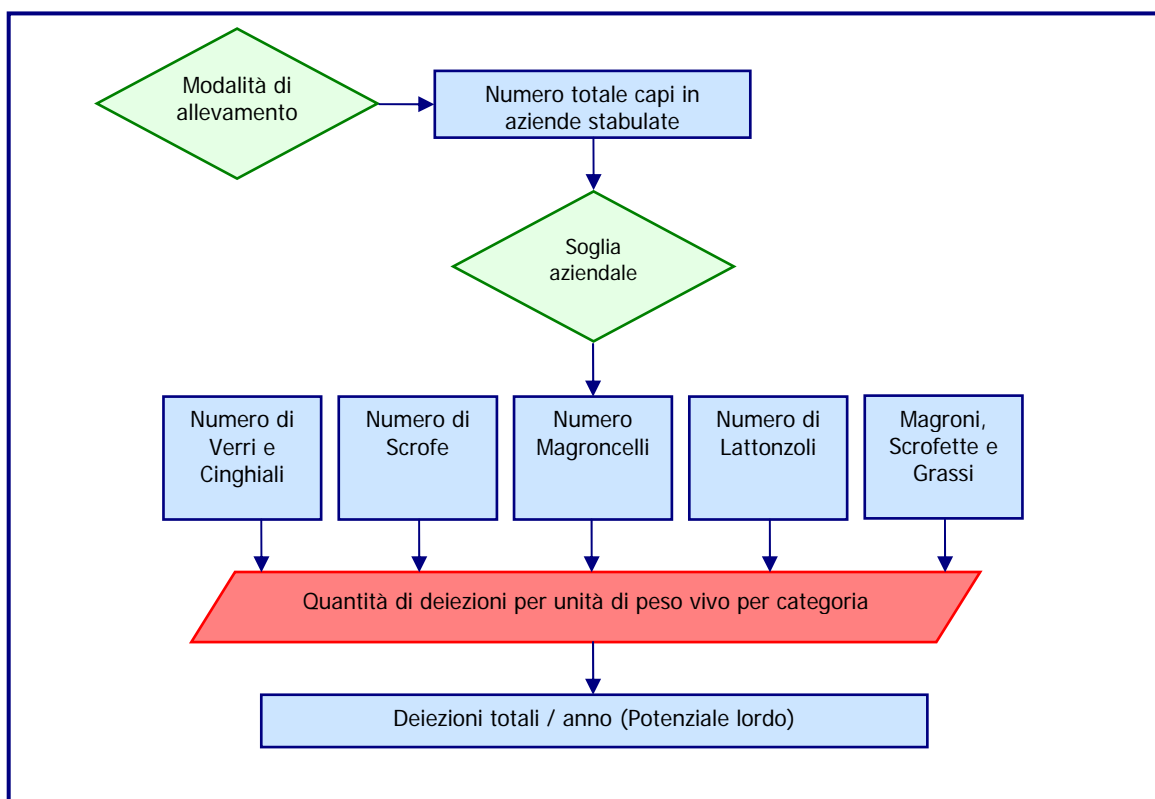 Modalità di
allevamento
Numero totale capi in
aziende stabulate
Soglia
aziendale
Numero di
Verri e
Cinghiali
Numero di
Scrofe
Numero
Magroncelli
Numero di
Lattonzoli
Magroni,
Scrofette e
Grassi
Quantità di deiezioni per unità di peso vivo per categoria
Deiezioni totali / anno (Potenziale lordo)